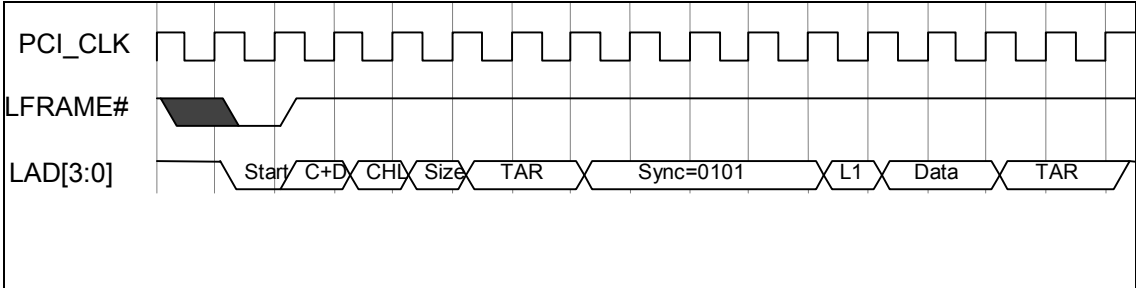 PCI_CLK
LFRAME#
LAD[3:0] Start C+D CHL Size TAR Sync=0101 L1 Data TAR